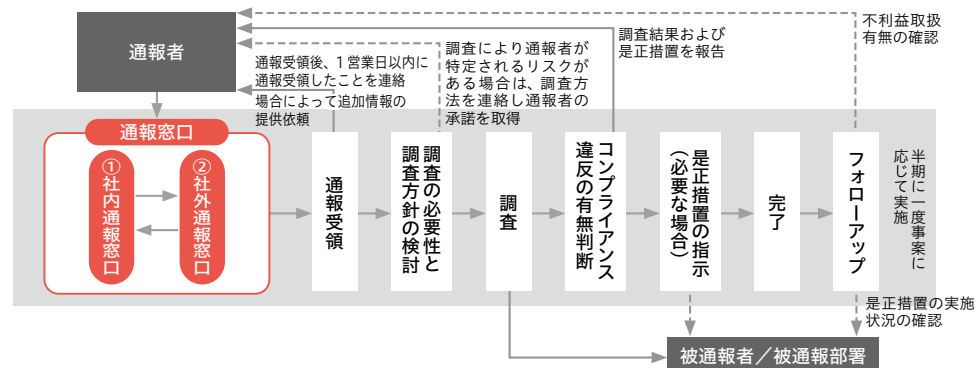 通報者
通報受領後、1営業日以内に
通報受領したことを連絡
場合によって追加情報の
提供依頼
調査により通報者が
特定されるリスクが
ある場合は、調査方
法を連絡し通報者の
承諾を取得
調査結果および
是正措置を報告
不利益取扱
有無の確認
通報窓口
①社内通報窓口
②社外通報窓口
通報受領
調査の必要性と
調査方針の検討
調査
コンプライアンス
違反の有無判断
是正措置の指示
（必要な場合）
完了
フォローアップ
半期に一度事案に
応じて実施
是正措置の実施
状況の確認
被通報者／被通報部署